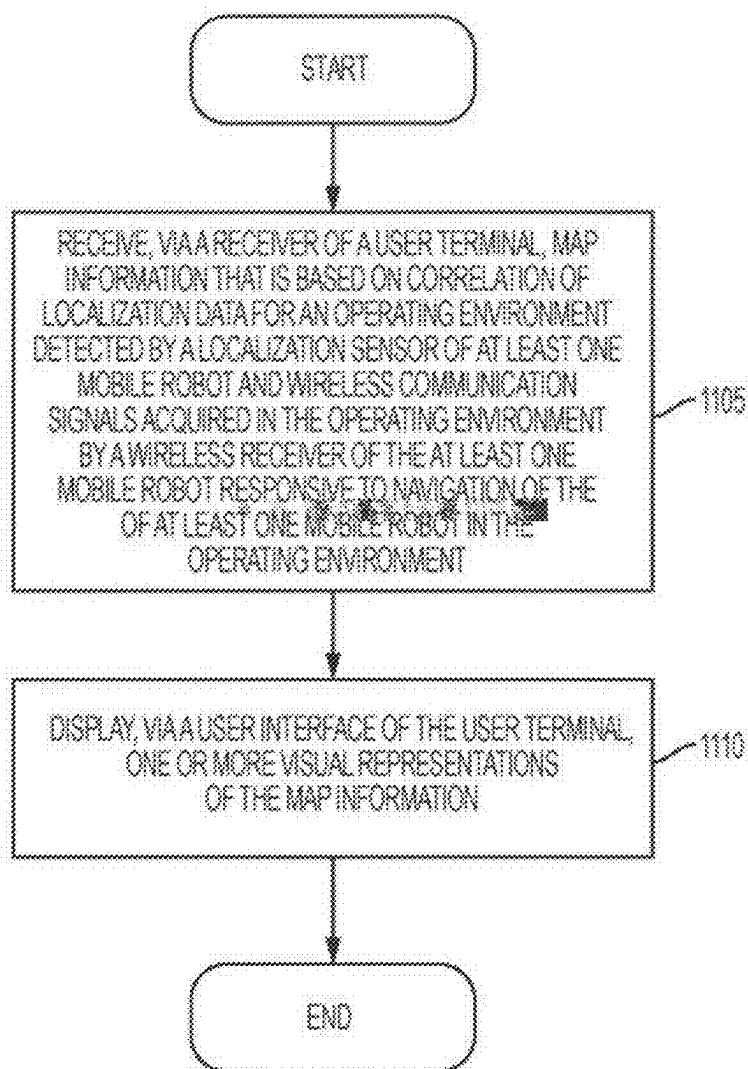 START
RECEIVE, VIA A RECEIVER OF A USER TERMINAL, MAP
INFORMATION THAT IS BASED ON CORRELATION OF
LOCALIZATION DATA FOR AN OPERATING ENVIRONMENT
DETECTED BY A LOCALIZATION SENSOR OF AT LEAST ONE
MOBILE ROBOT AND WIRELESS COMMUNICATION
SIGNALS ACQUIRED IN THE OPERATING ENVIRONMENT
BY A WIRELESS RECEIVER OF THE AT LEAST ONE
MOBILE ROBOT RESPONSIVE TO NAVIGATION OF THE
OF AT LEAST ONE MOBILE ROBOT IN THE
OPERATING ENVIRONMENT
1105
DISPLAY, VIA A USER INTERFACE OF THE USER TERMINAL,
ONE OR MORE VISUAL REPRESENTATIONS
OF THE MAP INFORMATION
1110
END